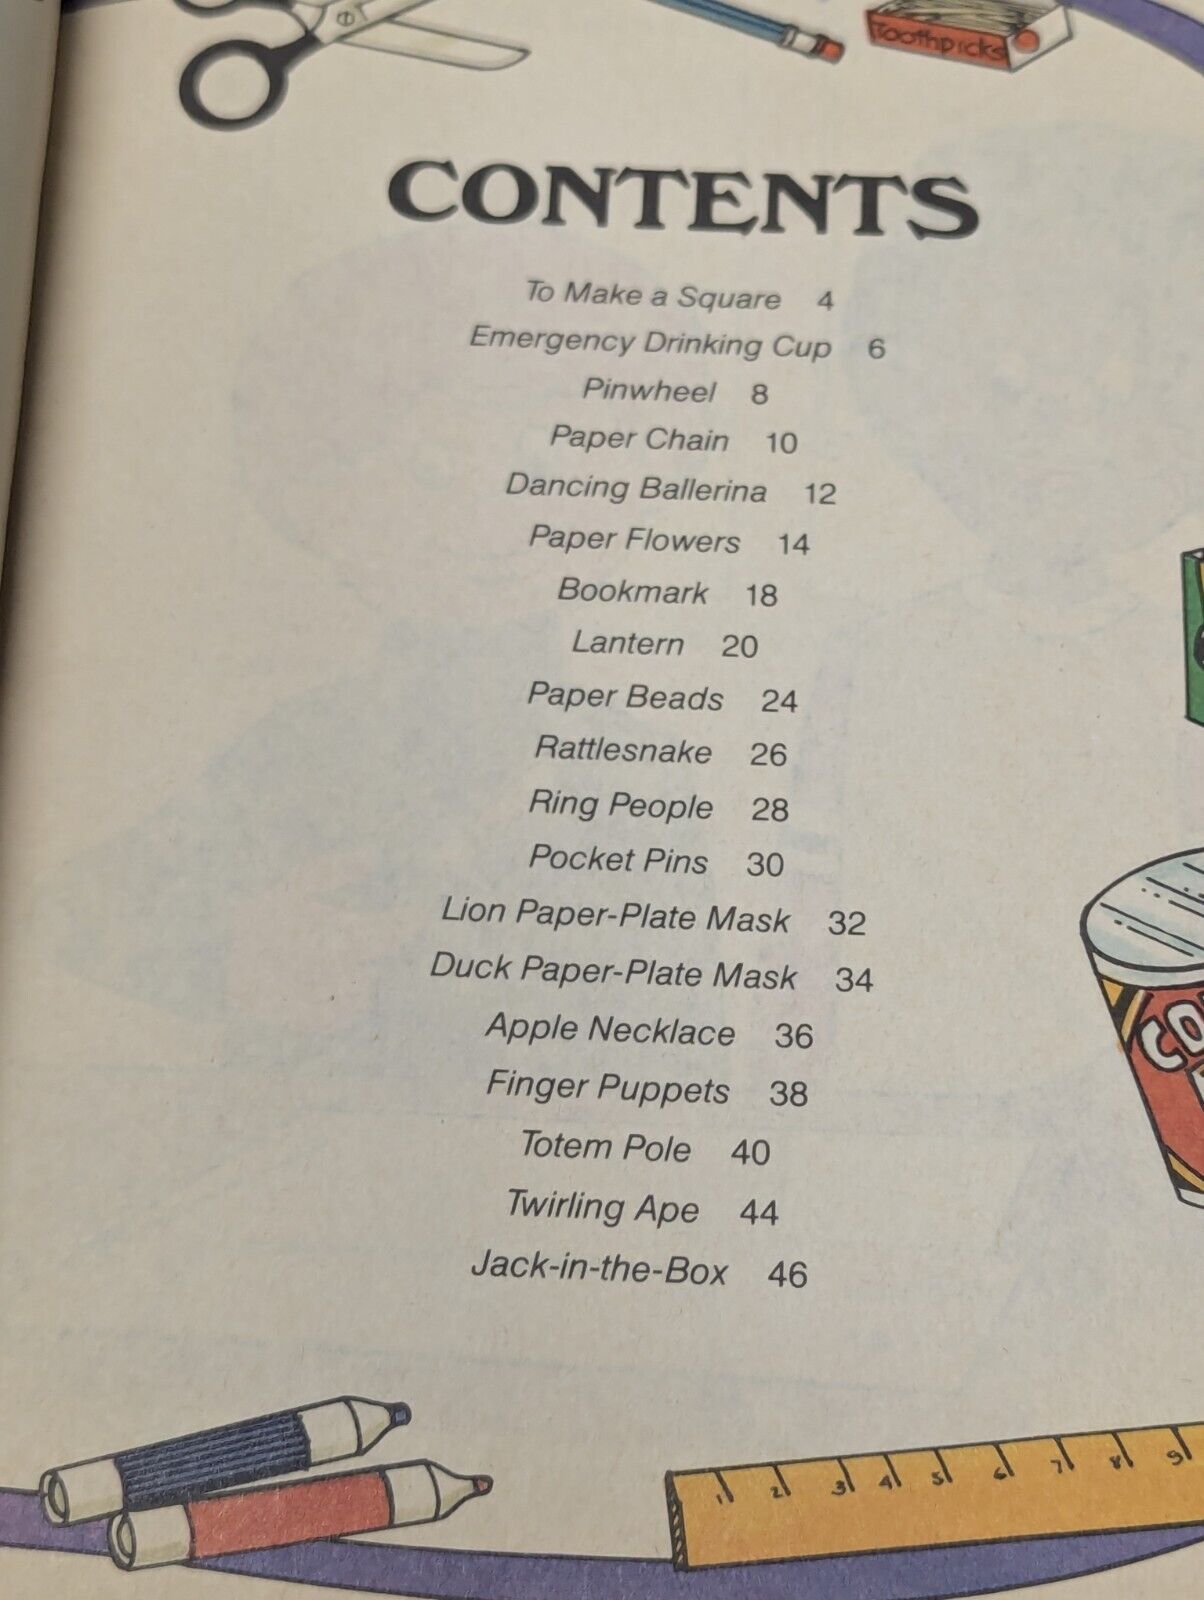 Toothpicks
CONTENTS
To Make a Square 4
Emergency Drinking Cup 6
Pinwheel 8
Paper Chain 10
Dancing Ballerina 12
Paper Flowers 14
Bookmark 18
Lantern 20
Paper Beads 24
Rattlesnake 26
Ring People 28
Pocket Pins 30
Lion Paper-Plate Mask 32
Duck Paper-Plate Mask 34
Apple Necklace 36
Finger Puppets 38
Totem Pole 40
Twirling Ape 44
Jack-in-the-Box 46
1 2 3 4 5 6 7 8 9